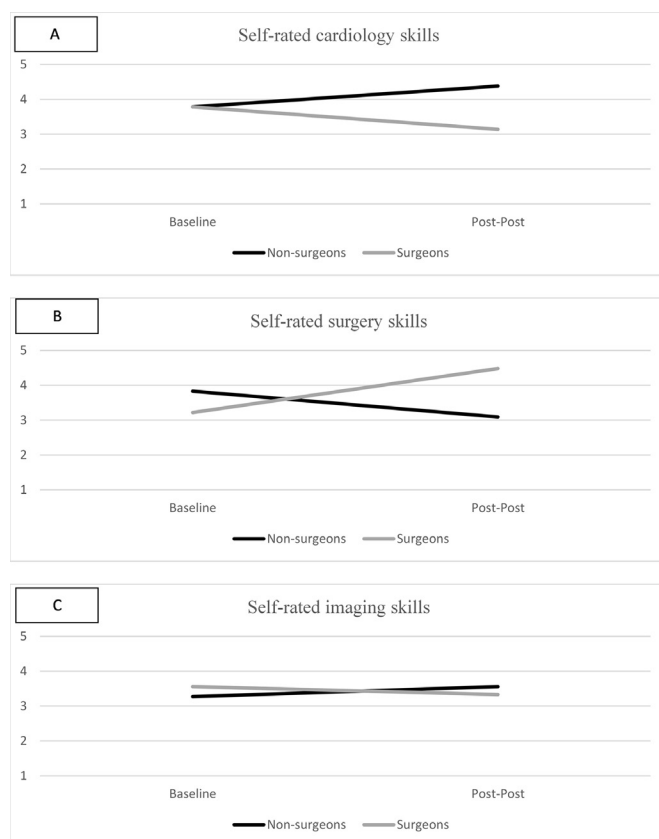 A
Self-rated cardiology skills
5
4
3
2
1
Baseline Post-Post
Non-surgeons Surgeons
B
Self-rated surgery skills
5
4
3
2
1
Baseline Post-Post
Non-surgeons Surgeons
C
Self-rated imaging skills
5
4
3
2
1
Baseline Post-Post
Non-surgeons Surgeons